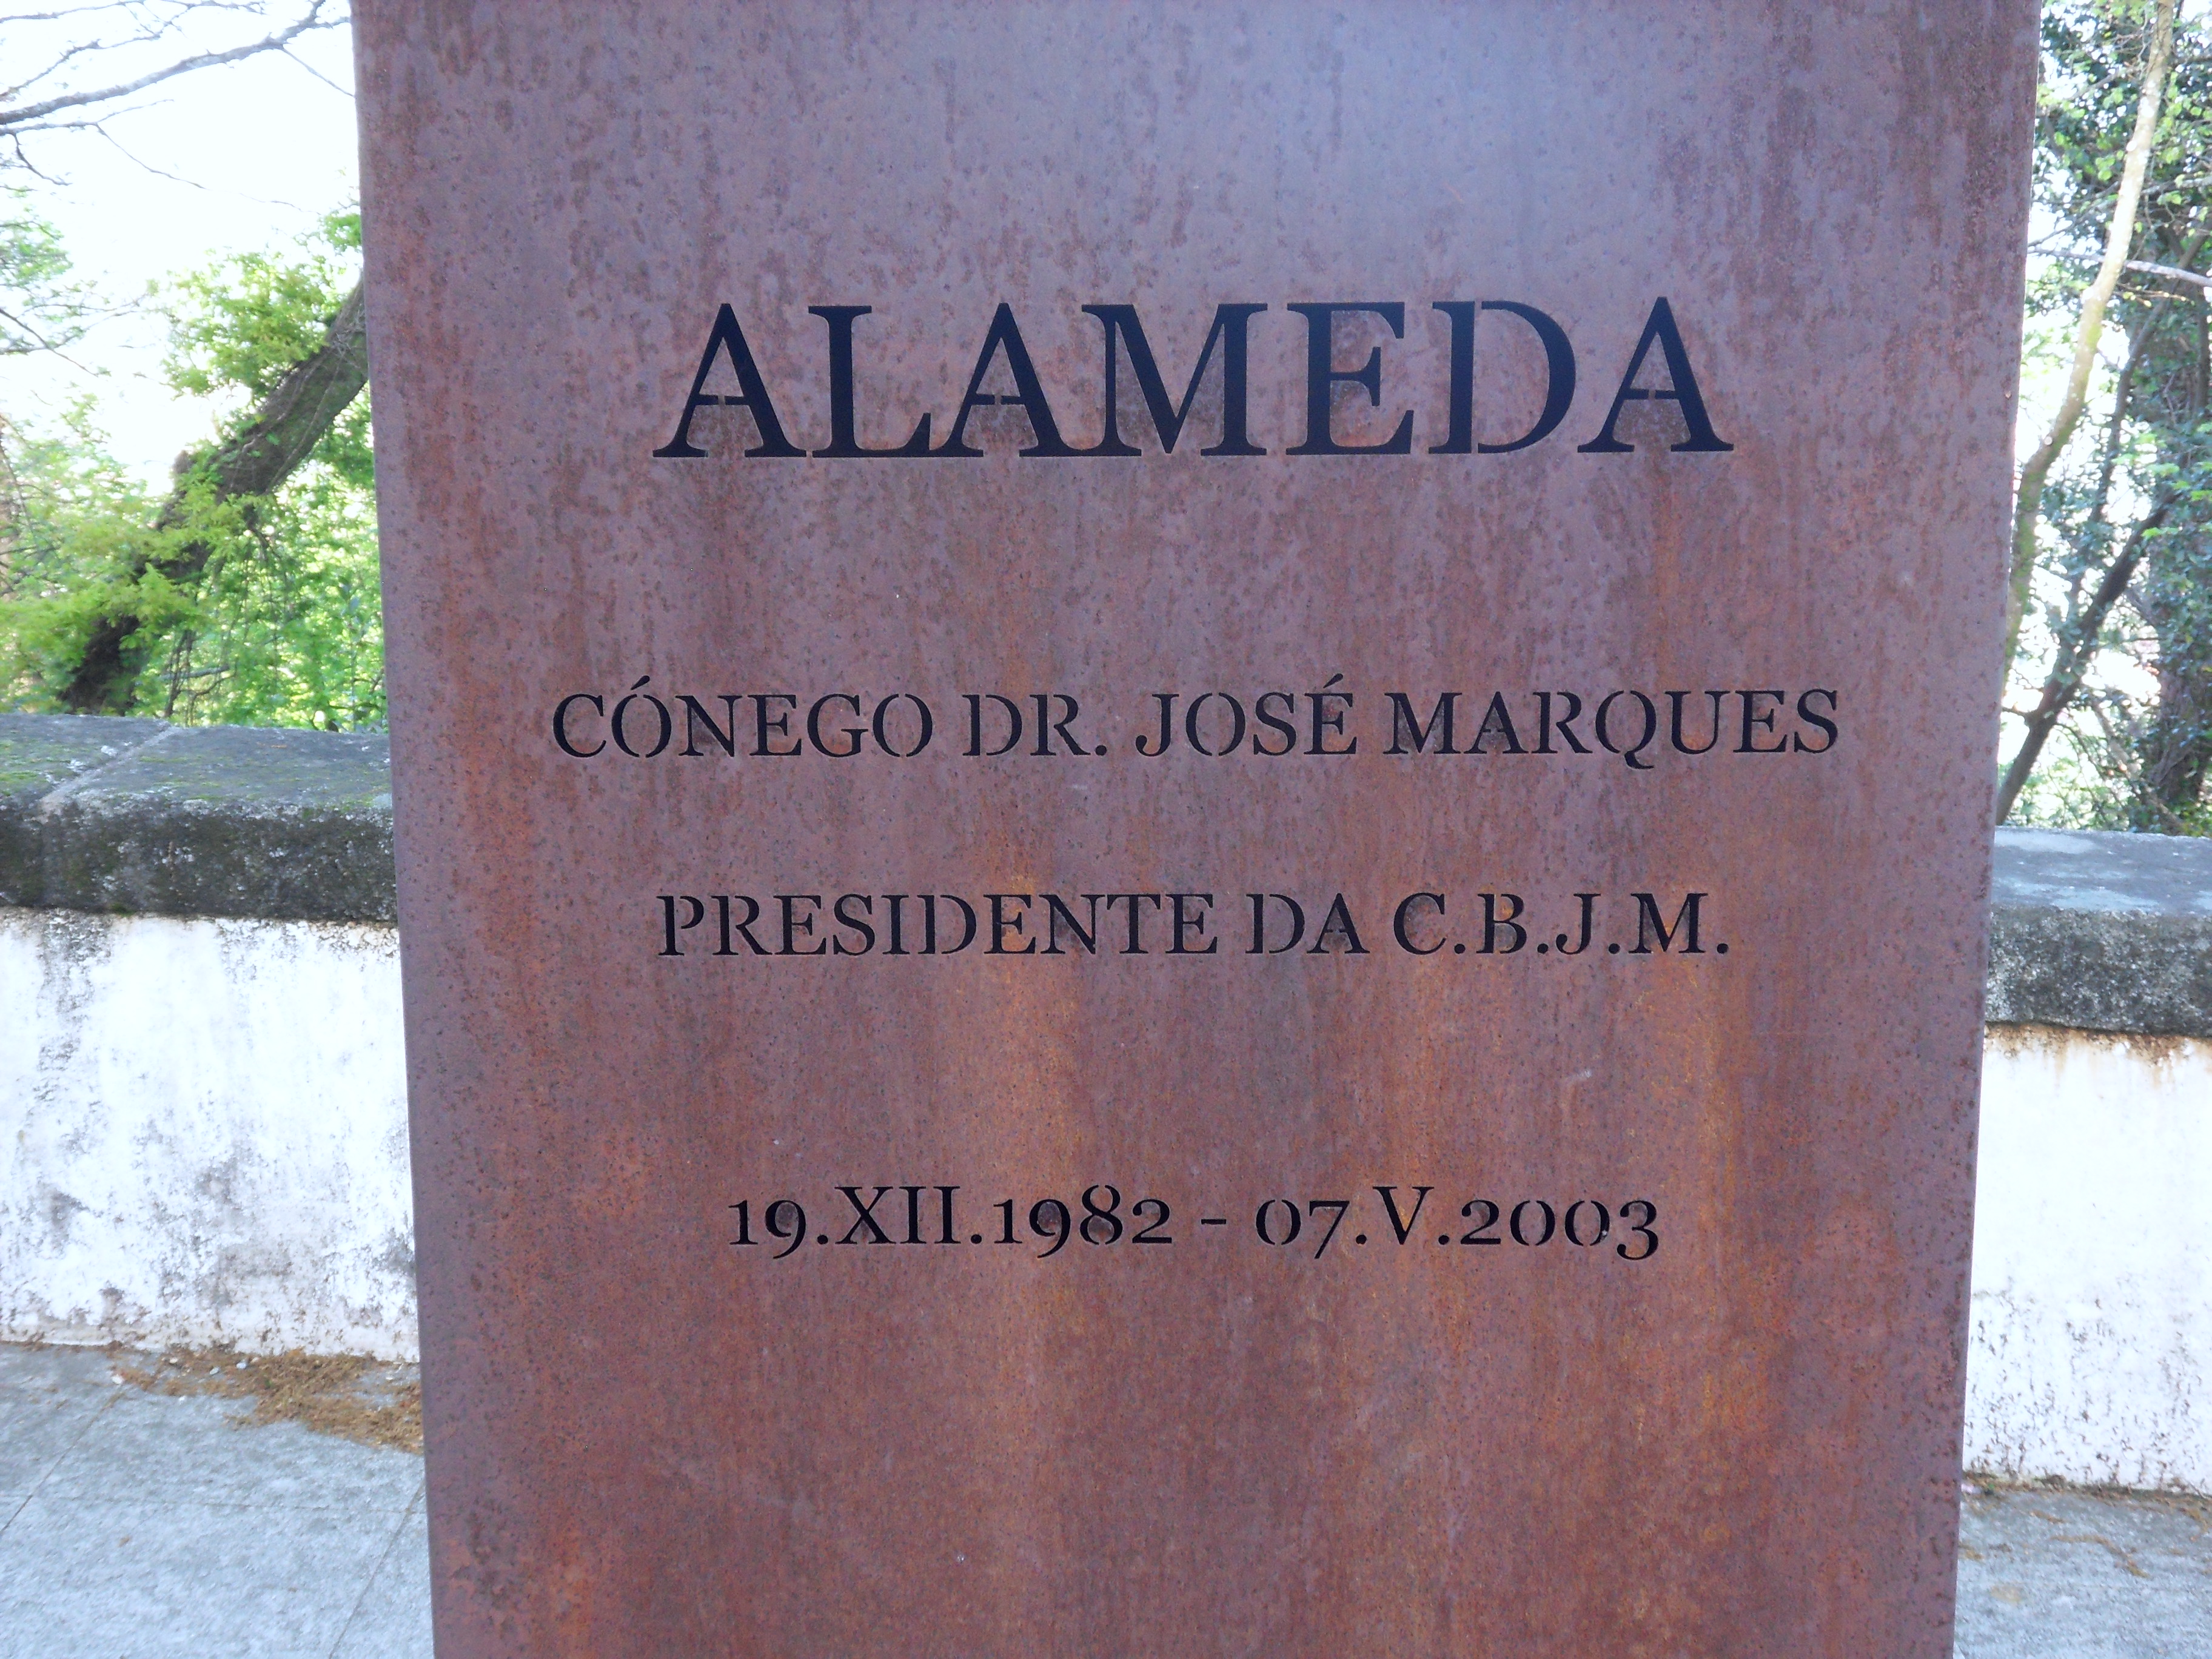 ALAMEDA
CÓNEGO DR. JOSÉ MARQUES
PRESIDENTE DA C.B.J.M.
19.XII.1982 - 07.V.2003